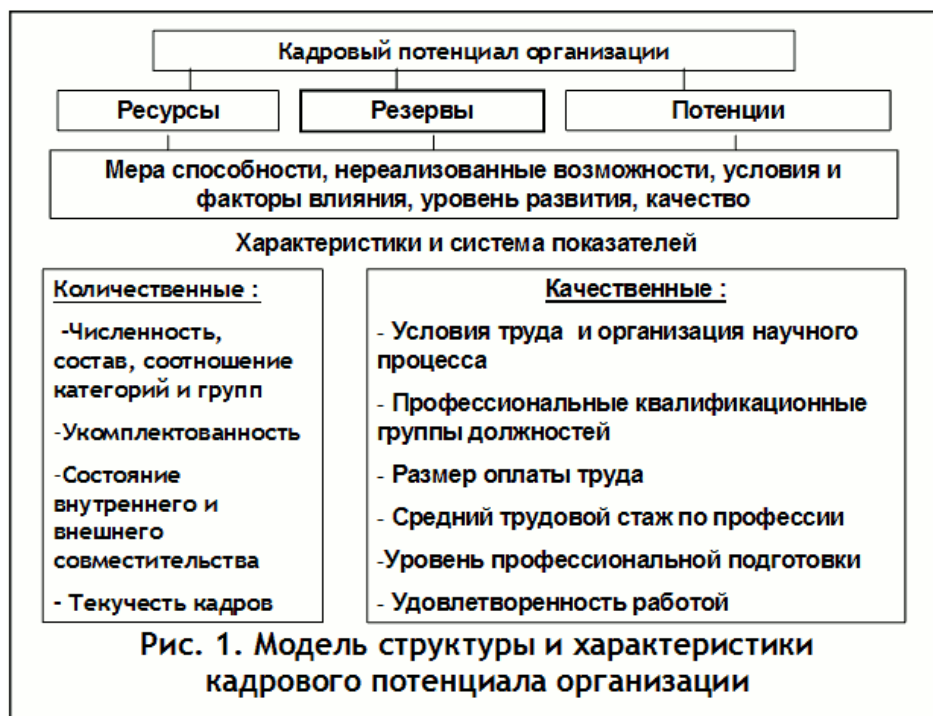 Кадровый потенциал организации
Ресурсы
Резервы
Потенции
Мера способности, нереализованные возможности, условия и
факторы влияния, уровень развития, качество
Характеристики и система показателей
Количественные :
-Численность,
состав, соотношение
категорий и групп
-Укомплектованность
-Состояние
внутреннего и
внешнего
совместительства
- Текучесть кадров
Качественные :
- Условия труда и организация научного
процесса
- Профессиональные квалификационные
группы должностей
- Размер оплаты труда
- Средний трудовой стаж по профессии
-Уровень профессиональной подготовки
- Удовлетворенность работой
Рис. 1. Модель структуры и характеристики
кадрового потенциала организации